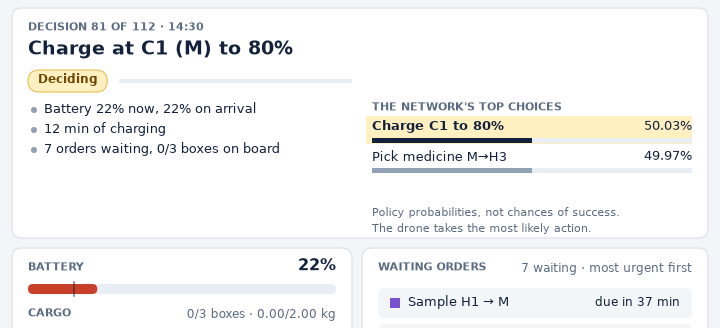 DECISION 81 OF 112 · 14:30
Charge at C1 (M) to 80%
Deciding
Battery 22% now, 22% on arrival
12 min of charging
7 orders waiting, 0/3 boxes on board
THE NETWORK'S TOP CHOICES
Charge C1 to 80% 50.03%
Pick medicine M→H3 49.97%
Policy probabilities, not chances of success.
The drone takes the most likely action.
BATTERY 22%
CARGO 0/3 boxes · 0.00/2.00 kg
WAITING ORDERS 7 waiting · most urgent first
Sample H1 → M due in 37 min